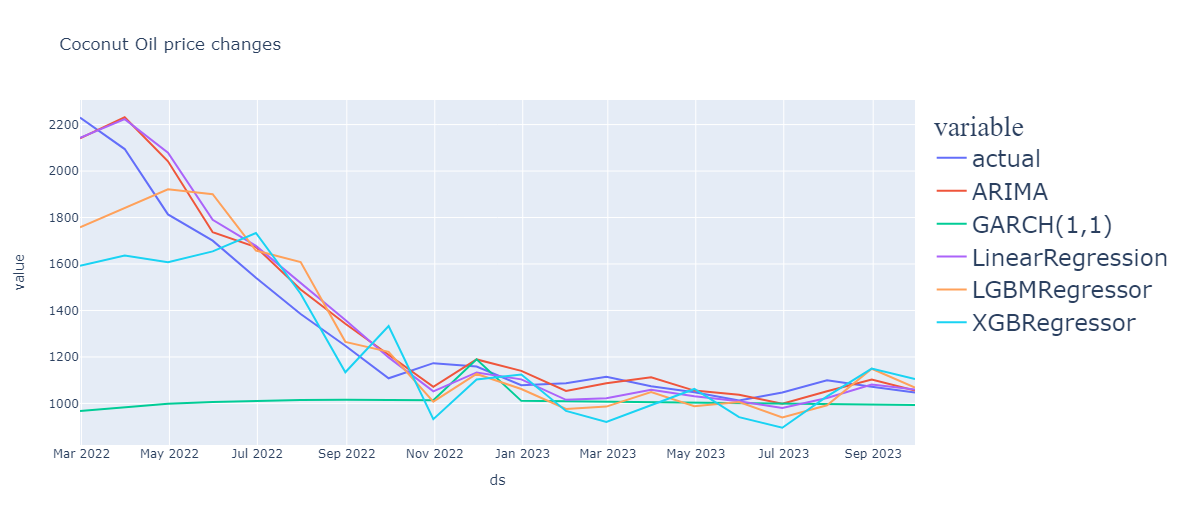 Coconut Oil price changes
variable
actual
ARIMA
GARCH(1,1)
LinearRegression
LGBMRegressor
XGBRegressor
value
2200
2000
1800
1600
1400
1200
1000
Mar 2022 May 2022 Jul 2022 Sep 2022 Nov 2022 Jan 2023 Mar 2023 May 2023 Jul 2023 Sep 2023
ds